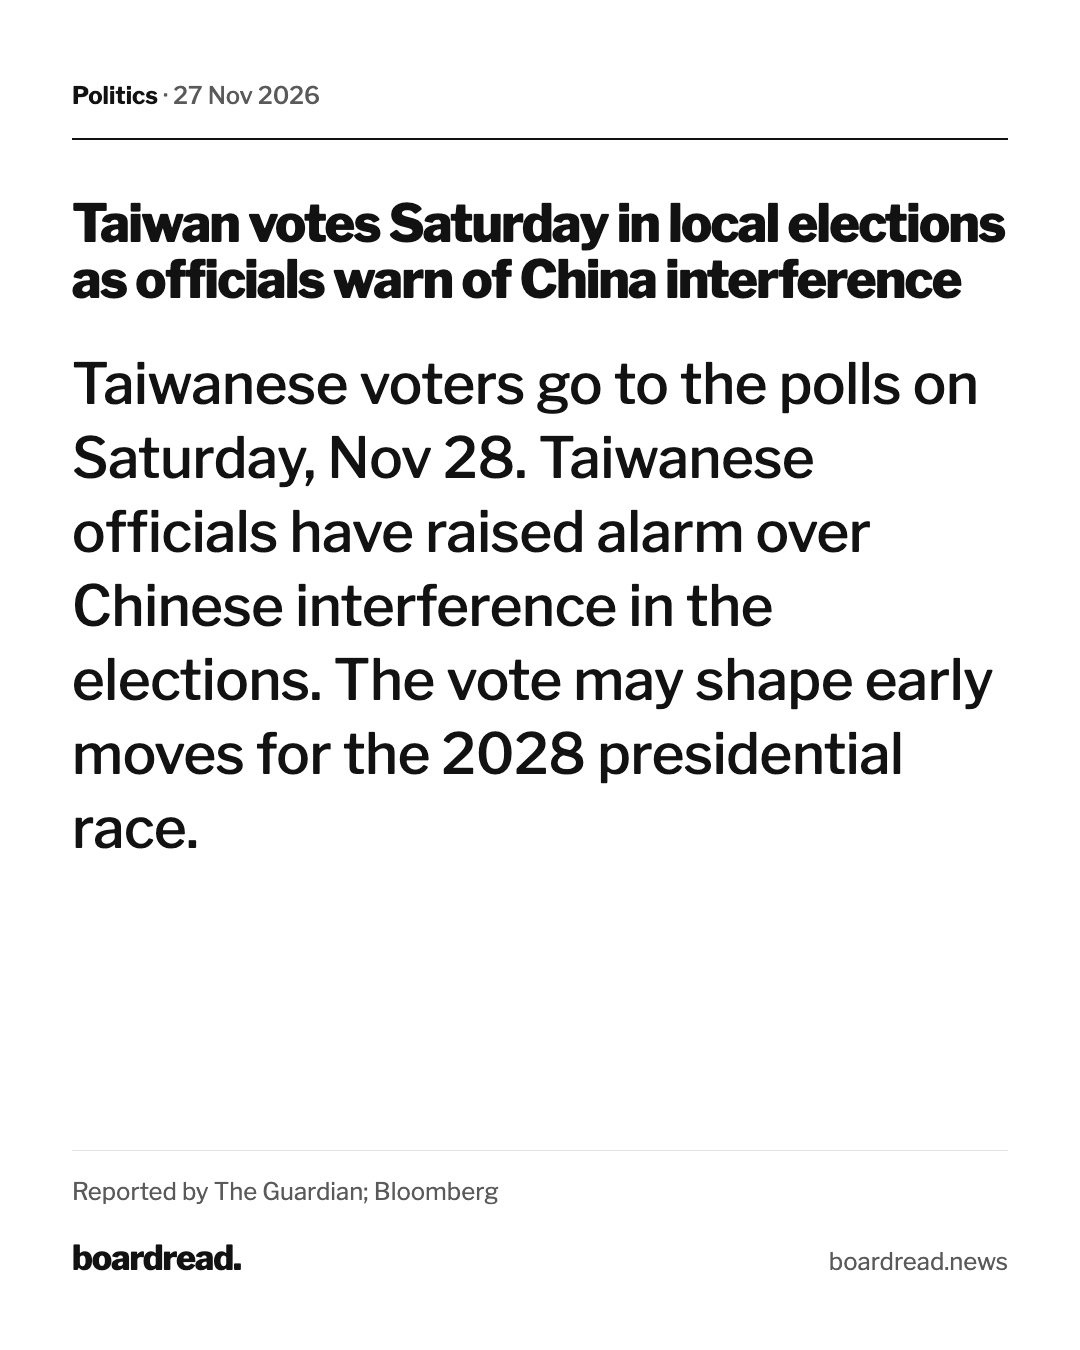 Politics · 27 Nov 2026
Taiwan votes Saturday in local elections
as officials warn of China interference
Taiwanese voters go to the polls on
Saturday, Nov 28. Taiwanese
officials have raised alarm over
Chinese interference in the
elections. The vote may shape early
moves for the 2028 presidential
race.
Reported by The Guardian; Bloomberg
boardread.
boardread.news